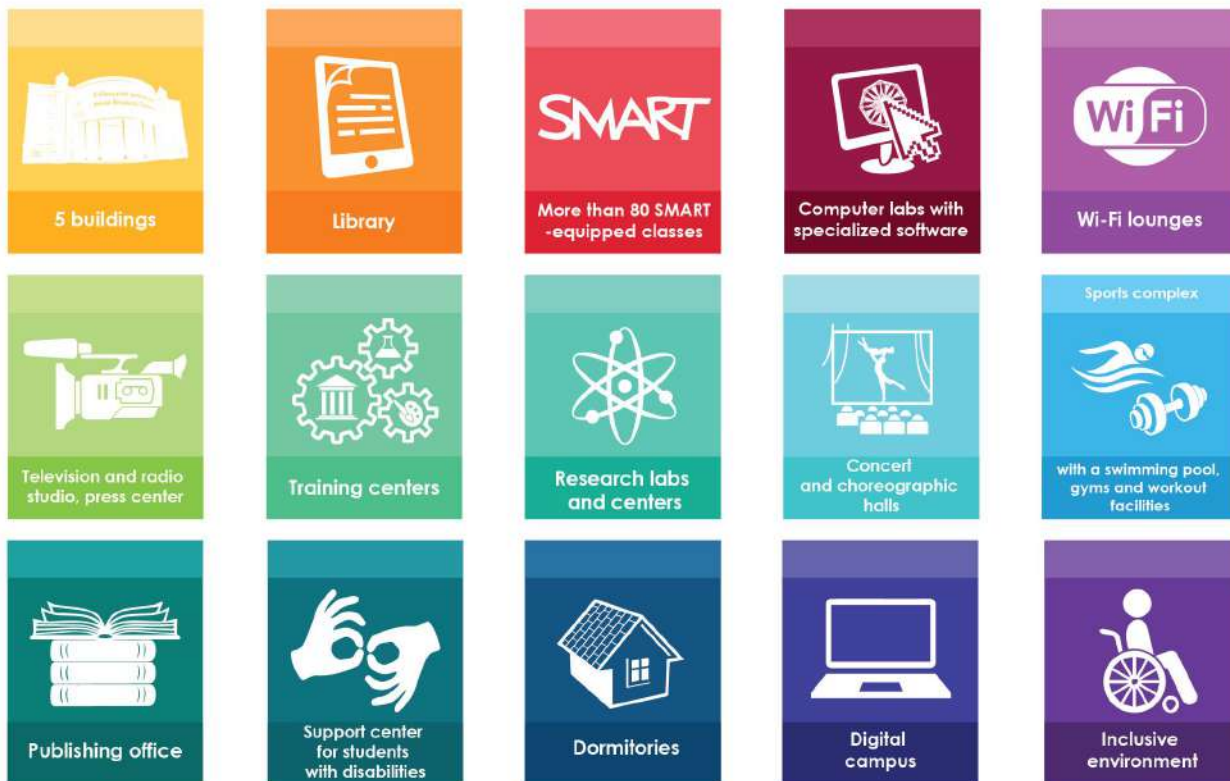 5 buildings
Library
SMART
More than 80 SMART
-equipped classes
Computer labs with
specialized software
Wi Fi
Wi-Fi lounges
Television and radio
studio, press center
Training centers
Research labs
and centers
Concert
and choreographic
halls
Sports complex
with a swimming pool,
gyms and workout
facilities
Publishing office
Support center
for students
with disabilities
Dormitories
Digital
campus
Inclusive
environment